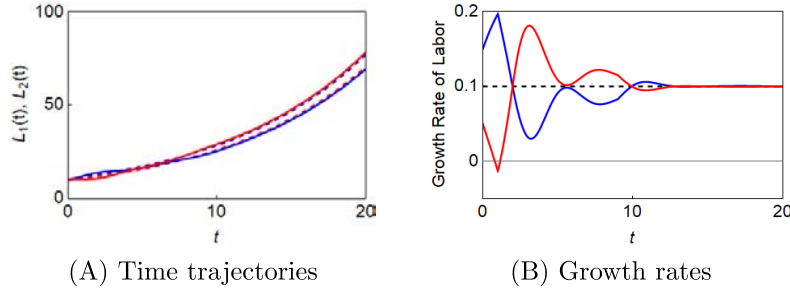 100
50
0
0
10
20
L₁(t), L₂(t)
t
(A) Time trajectories
0.2
0.1
0
0
10
20
Growth Rate of Labor
t
(B) Growth rates